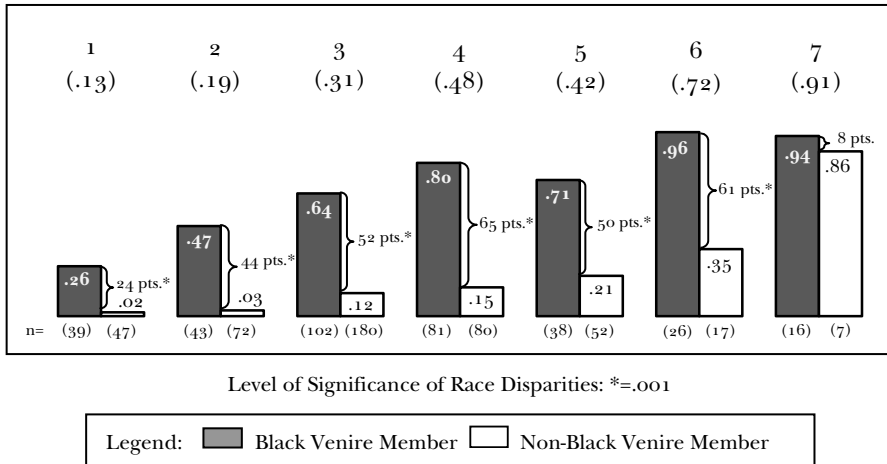 1 2 3 4 5 6 7
(.13) (.19) (.31) (.48) (.42) (.72) (.91)
.26 24 pts.* .02
.47 44 pts.* .03
.64 52 pts.* .12
.80 65 pts.* .15
.71 50 pts.* .21
.96 61 pts.* .35
.94 8 pts. .86
n= (39) (47) (43) (72) (102) (180) (81) (80) (38) (52) (26) (17) (16) (7)
Level of Significance of Race Disparities: *=.001
Legend: Black Venire Member Non-Black Venire Member